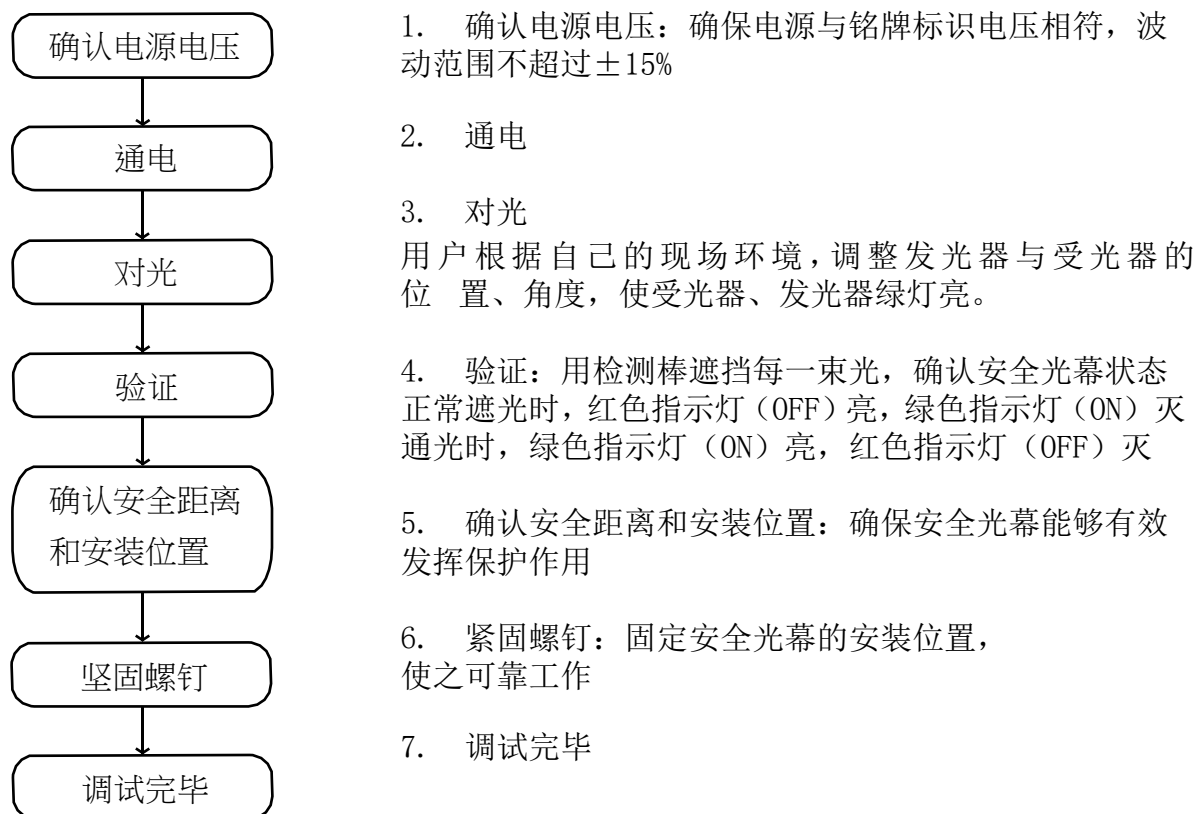 确认电源电压
通电
对光
验证
确认安全距离
和安装位置
坚固螺钉
调试完毕
1. 确认电源电压：确保电源与铭牌标识电压相符，波
动范围不超过±15%
2. 通电
3. 对光
用户根据自己的现场环境，调整发光器与受光器的
位 置、角度，使受光器、发光器绿灯亮。
4. 验证：用检测棒遮挡每一束光，确认安全光幕状态
正常遮光时，红色指示灯（OFF）亮，绿色指示灯（ON）灭
通光时，绿色指示灯（ON）亮，红色指示灯（OFF）灭
5. 确认安全距离和安装位置：确保安全光幕能够有效
发挥保护作用
6. 紧固螺钉：固定安全光幕的安装位置，
使之可靠工作
7. 调试完毕